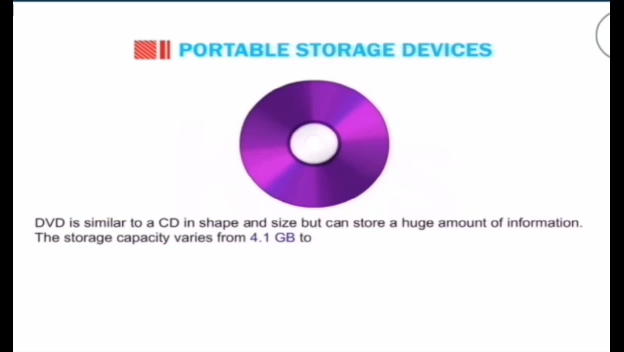 PORTABLE STORAGE DEVICES
DVD is similar to a CD in shape and size but can store a huge amount of information.
The storage capacity varies from 4.1 GB to